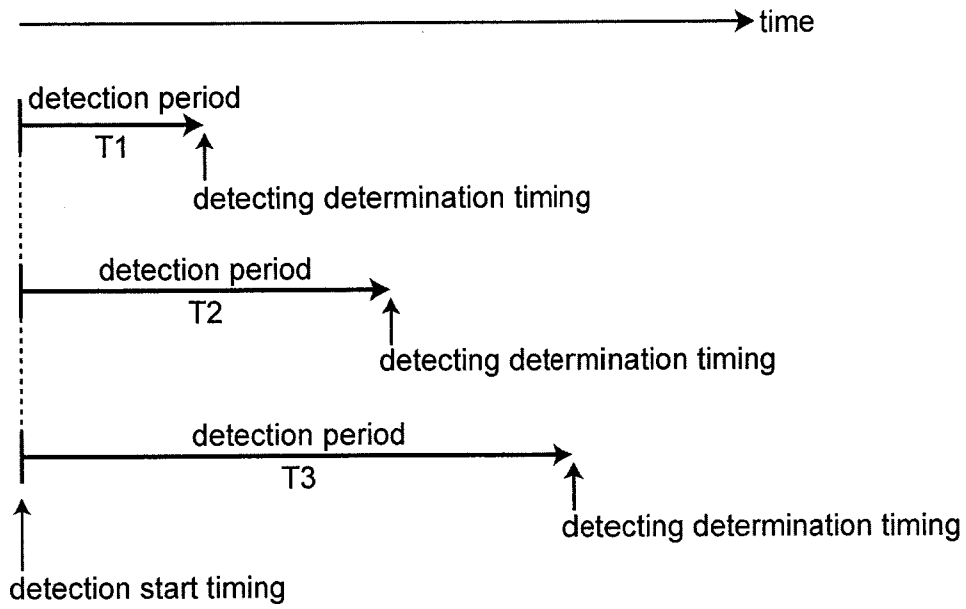 time
detection period
T1
detecting determination timing
detection period
T2
detecting determination timing
detection period
T3
detecting determination timing
detection start timing